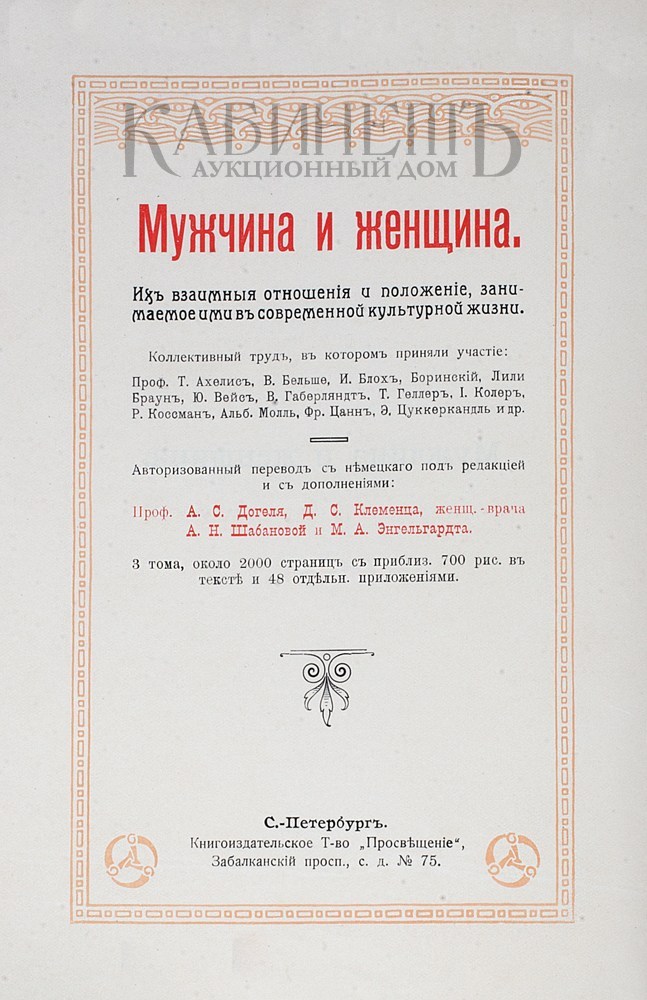 КАБИНЕТЪ
АУКЦИОННЫЙ ДОМ
Мужчина и женщина.
Ихъ взаимныя отношенія и положеніе, зани-
маемое ими въ современной культурной жизни.
Коллективный трудъ, въ которомъ приняли участіе:
Проф. Т. Ахелисъ, В. Бельше, И. Блохъ, Боринскій, Лили
Браунъ, Ю. Вейсъ, В. Габерляндтъ, Т. Геллеръ, І. Колеръ,
Р. Коссманъ, Альб. Молль, Фр. Цаннъ, Э. Цуккеркандль и др.
Авторизованный переводъ съ нѣмецкаго подъ редакціей
и съ дополненіями:
Проф. А. С. Догеля, Д. С. Клеменца, женщ.-врача
А. Н. Шабановой и М. А. Энгельгардта.
3 тома, около 2000 страницъ съ приблиз. 700 рис. въ
текстѣ и 48 отдѣльн. приложеніями.
С.-Петербургъ.
Книгоиздательское Т-во „Просвѣщеніе",
Забалканскій просп., с. д. № 75.